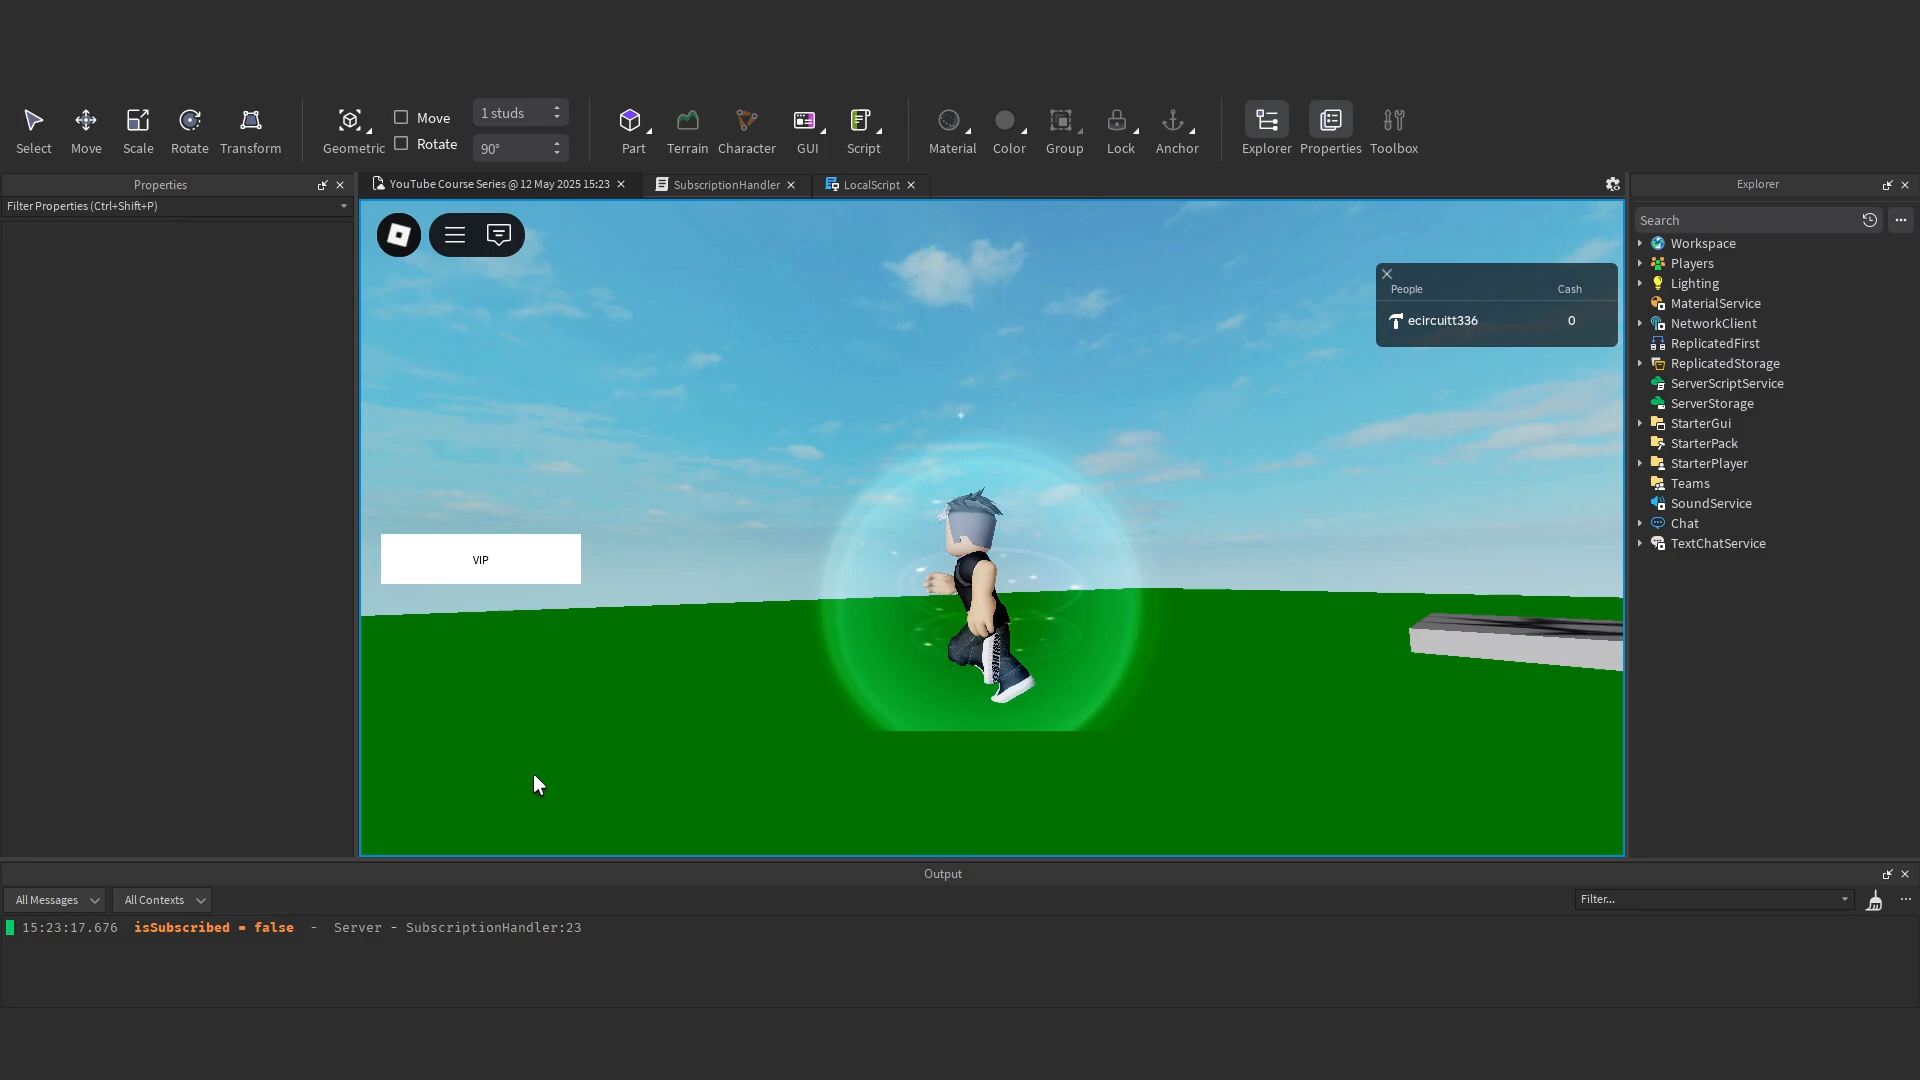 Select
Move
Scale
Rotate
Transform
Geometric
Move
Rotate
1 studs
90°
Part
Terrain
Character
GUI
Script
Material
Color
Group
Lock
Anchor
Explorer
Properties
Toolbox
Properties
Filter Properties (Ctrl+Shift+P)
YouTube Course Series @ 12 May 2025 15:23
SubscriptionHandler
LocalScript
People Cash
ecircuitt336 0
VIP
Explorer
Search
Workspace
Players
Lighting
MaterialService
NetworkClient
ReplicatedFirst
ReplicatedStorage
ServerScriptService
ServerStorage
StarterGui
StarterPack
StarterPlayer
Teams
SoundService
Chat
TextChatService
Output
All Messages
All Contexts
Filter...
15:23:17.676 isSubscribed = false - Server - SubscriptionHandler:23